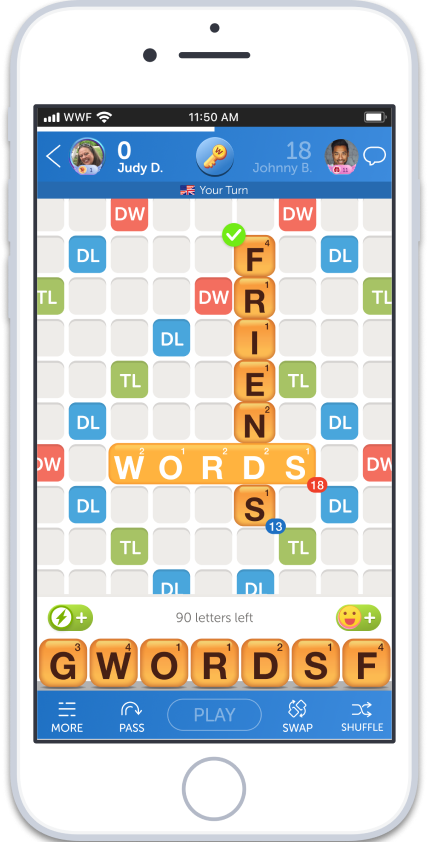 WWF 11:50 AM
0 18
Judy D. Johnny B.
1 11
Your Turn
DW DW
DL F 4 DL
TL DW R 1 TL
DL I 1
TL E 1 TL
DL N 2 DL
DW W 2 O 1 R 2 D 2 S 1 DW
18
DL S 1 DL
13
TL TL
DL DL
+ 90 letters left +
G 3 W 4 O 1 R 1 D 2 S 1 F 4
MORE PASS PLAY SWAP SHUFFLE